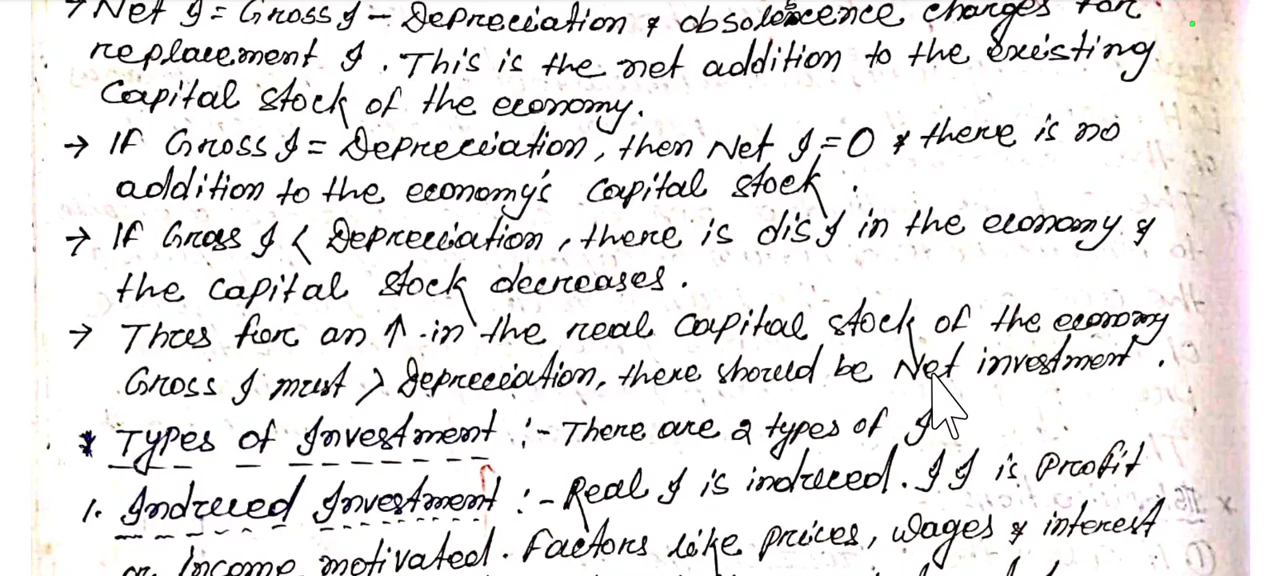 → Net I = Gross I - Depreciation & obsolescence charges for
replacement I. This is the net addition to the existing
Capital stock of the economy.
→ If Gross I = Depreciation, then Net I = 0 & there is no
addition to the economy's capital stock.
→ If Gross I < Depreciation, there is dis I in the economy &
the capital stock decreases.
→ Thus for an ↑ in the real capital stock of the economy
Gross I must > Depreciation, there should be Net investment.
* Types of Investment :- There are 2 types of I
1. Induced Investment :- Real I is induced. I I is Profit
or Income motivated. Factors like prices, wages & interest